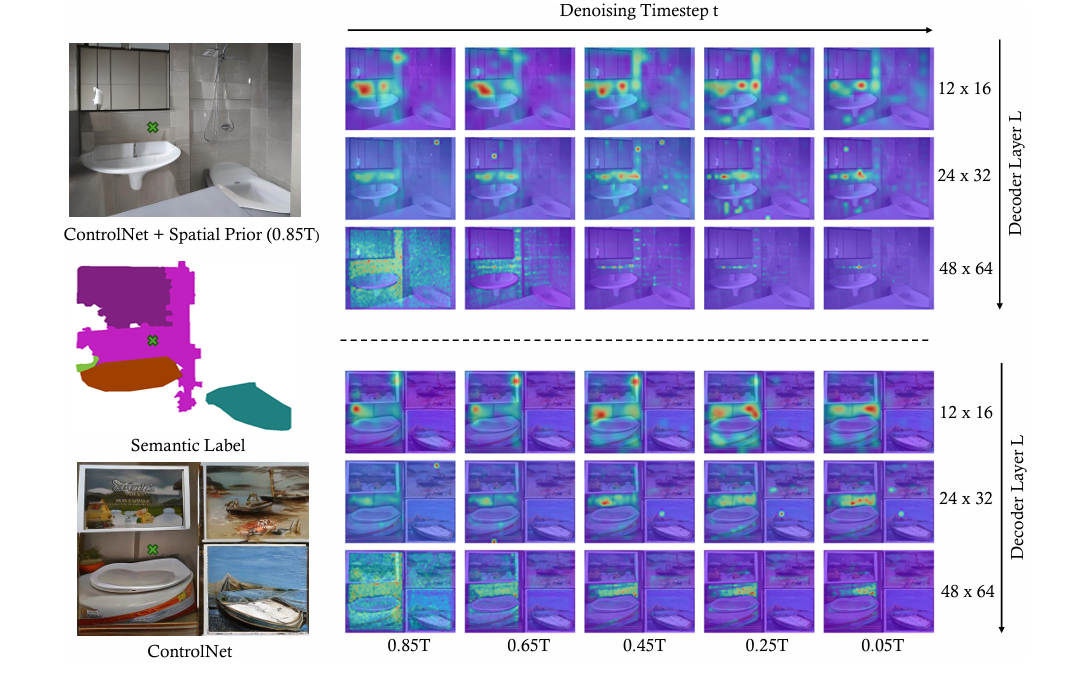 Denoising Timestep t
12 x 16
24 x 32
48 x 64
Decoder Layer L
ControlNet + Spatial Prior (0.85T)
Semantic Label
ControlNet
12 x 16
24 x 32
48 x 64
Decoder Layer L
0.85T
0.65T
0.45T
0.25T
0.05T